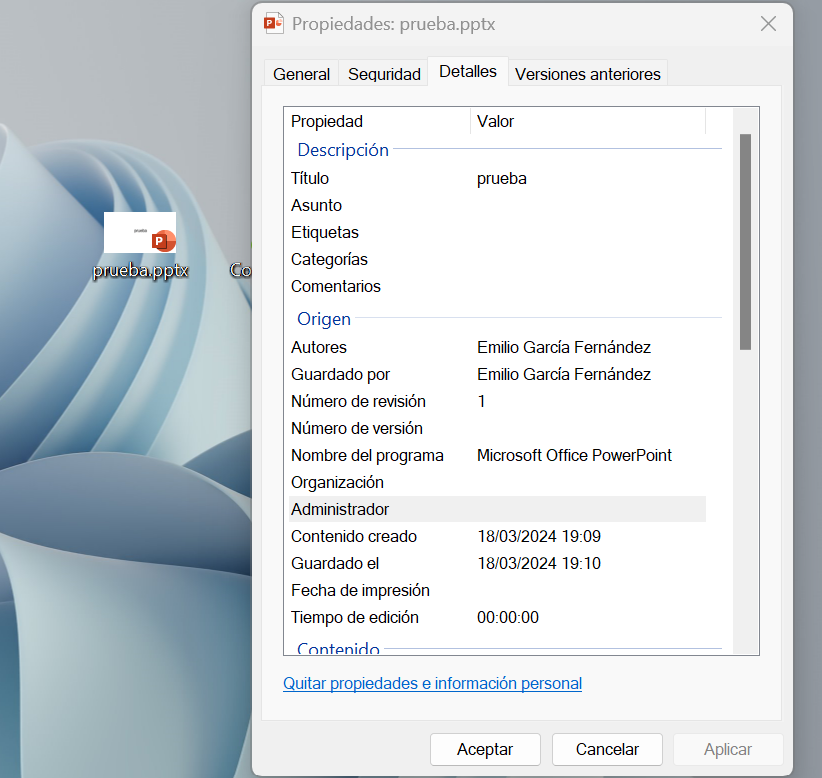 Propiedades: prueba.pptx
General Seguridad Detalles Versiones anteriores
Propiedad Valor
Descripción
Título prueba
Asunto
Etiquetas
Categorías
Comentarios
Origen
Autores Emilio García Fernández
Guardado por Emilio García Fernández
Número de revisión 1
Número de versión
Nombre del programa Microsoft Office PowerPoint
Organización
Administrador
Contenido creado 18/03/2024 19:09
Guardado el 18/03/2024 19:10
Fecha de impresión
Tiempo de edición 00:00:00
Contenido
Quitar propiedades e información personal
Aceptar Cancelar Aplicar
prueba
P
prueba.pptx
Co